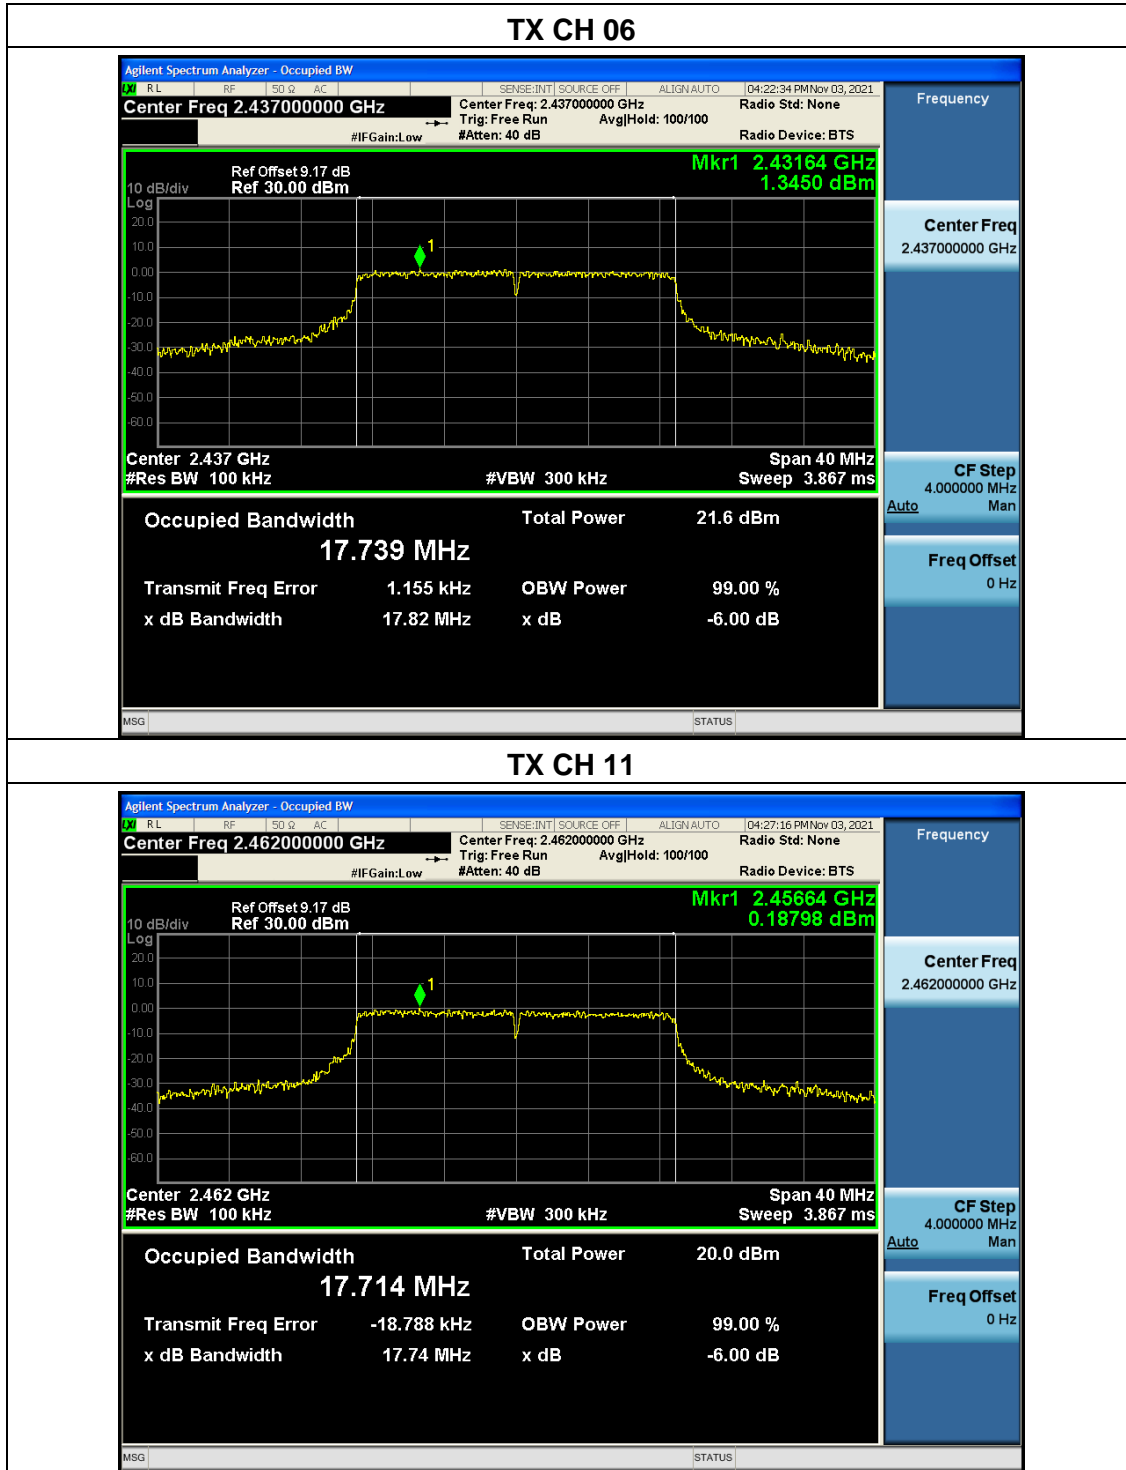 TX CH 06
Agilent Spectrum Analyzer - Occupied BW
LXI RL RF 50 Ω AC SENSE:INT SOURCE OFF ALIGN AUTO 04:22:34 PM Nov 03, 2021
Center Freq 2.437000000 GHz
Center Freq: 2.437000000 GHz Radio Std: None
Trig: Free Run Avg|Hold: 100/100
#IFGain:Low #Atten: 40 dB Radio Device: BTS
Frequency
Mkr1 2.43164 GHz
1.3450 dBm
Ref Offset 9.17 dB
10 dB/div Ref 30.00 dBm
Log
20.0
10.0
0.00
-10.0
-20.0
-30.0
-40.0
-50.0
-60.0
1
Center 2.437 GHz Span 40 MHz
#Res BW 100 kHz #VBW 300 kHz Sweep 3.867 ms
Center Freq
2.437000000 GHz
CF Step
4.000000 MHz
Auto Man
Freq Offset
0 Hz
Occupied Bandwidth Total Power 21.6 dBm
17.739 MHz
Transmit Freq Error 1.155 kHz OBW Power 99.00 %
x dB Bandwidth 17.82 MHz x dB -6.00 dB
MSG STATUS
TX CH 11
Agilent Spectrum Analyzer - Occupied BW
LXI RL RF 50 Ω AC SENSE:INT SOURCE OFF ALIGN AUTO 04:27:16 PM Nov 03, 2021
Center Freq 2.462000000 GHz
Center Freq: 2.462000000 GHz Radio Std: None
Trig: Free Run Avg|Hold: 100/100
#IFGain:Low #Atten: 40 dB Radio Device: BTS
Frequency
Mkr1 2.45664 GHz
0.18798 dBm
Ref Offset 9.17 dB
10 dB/div Ref 30.00 dBm
Log
20.0
10.0
0.00
-10.0
-20.0
-30.0
-40.0
-50.0
-60.0
1
Center 2.462 GHz Span 40 MHz
#Res BW 100 kHz #VBW 300 kHz Sweep 3.867 ms
Center Freq
2.462000000 GHz
CF Step
4.000000 MHz
Auto Man
Freq Offset
0 Hz
Occupied Bandwidth Total Power 20.0 dBm
17.714 MHz
Transmit Freq Error -18.788 kHz OBW Power 99.00 %
x dB Bandwidth 17.74 MHz x dB -6.00 dB
MSG STATUS